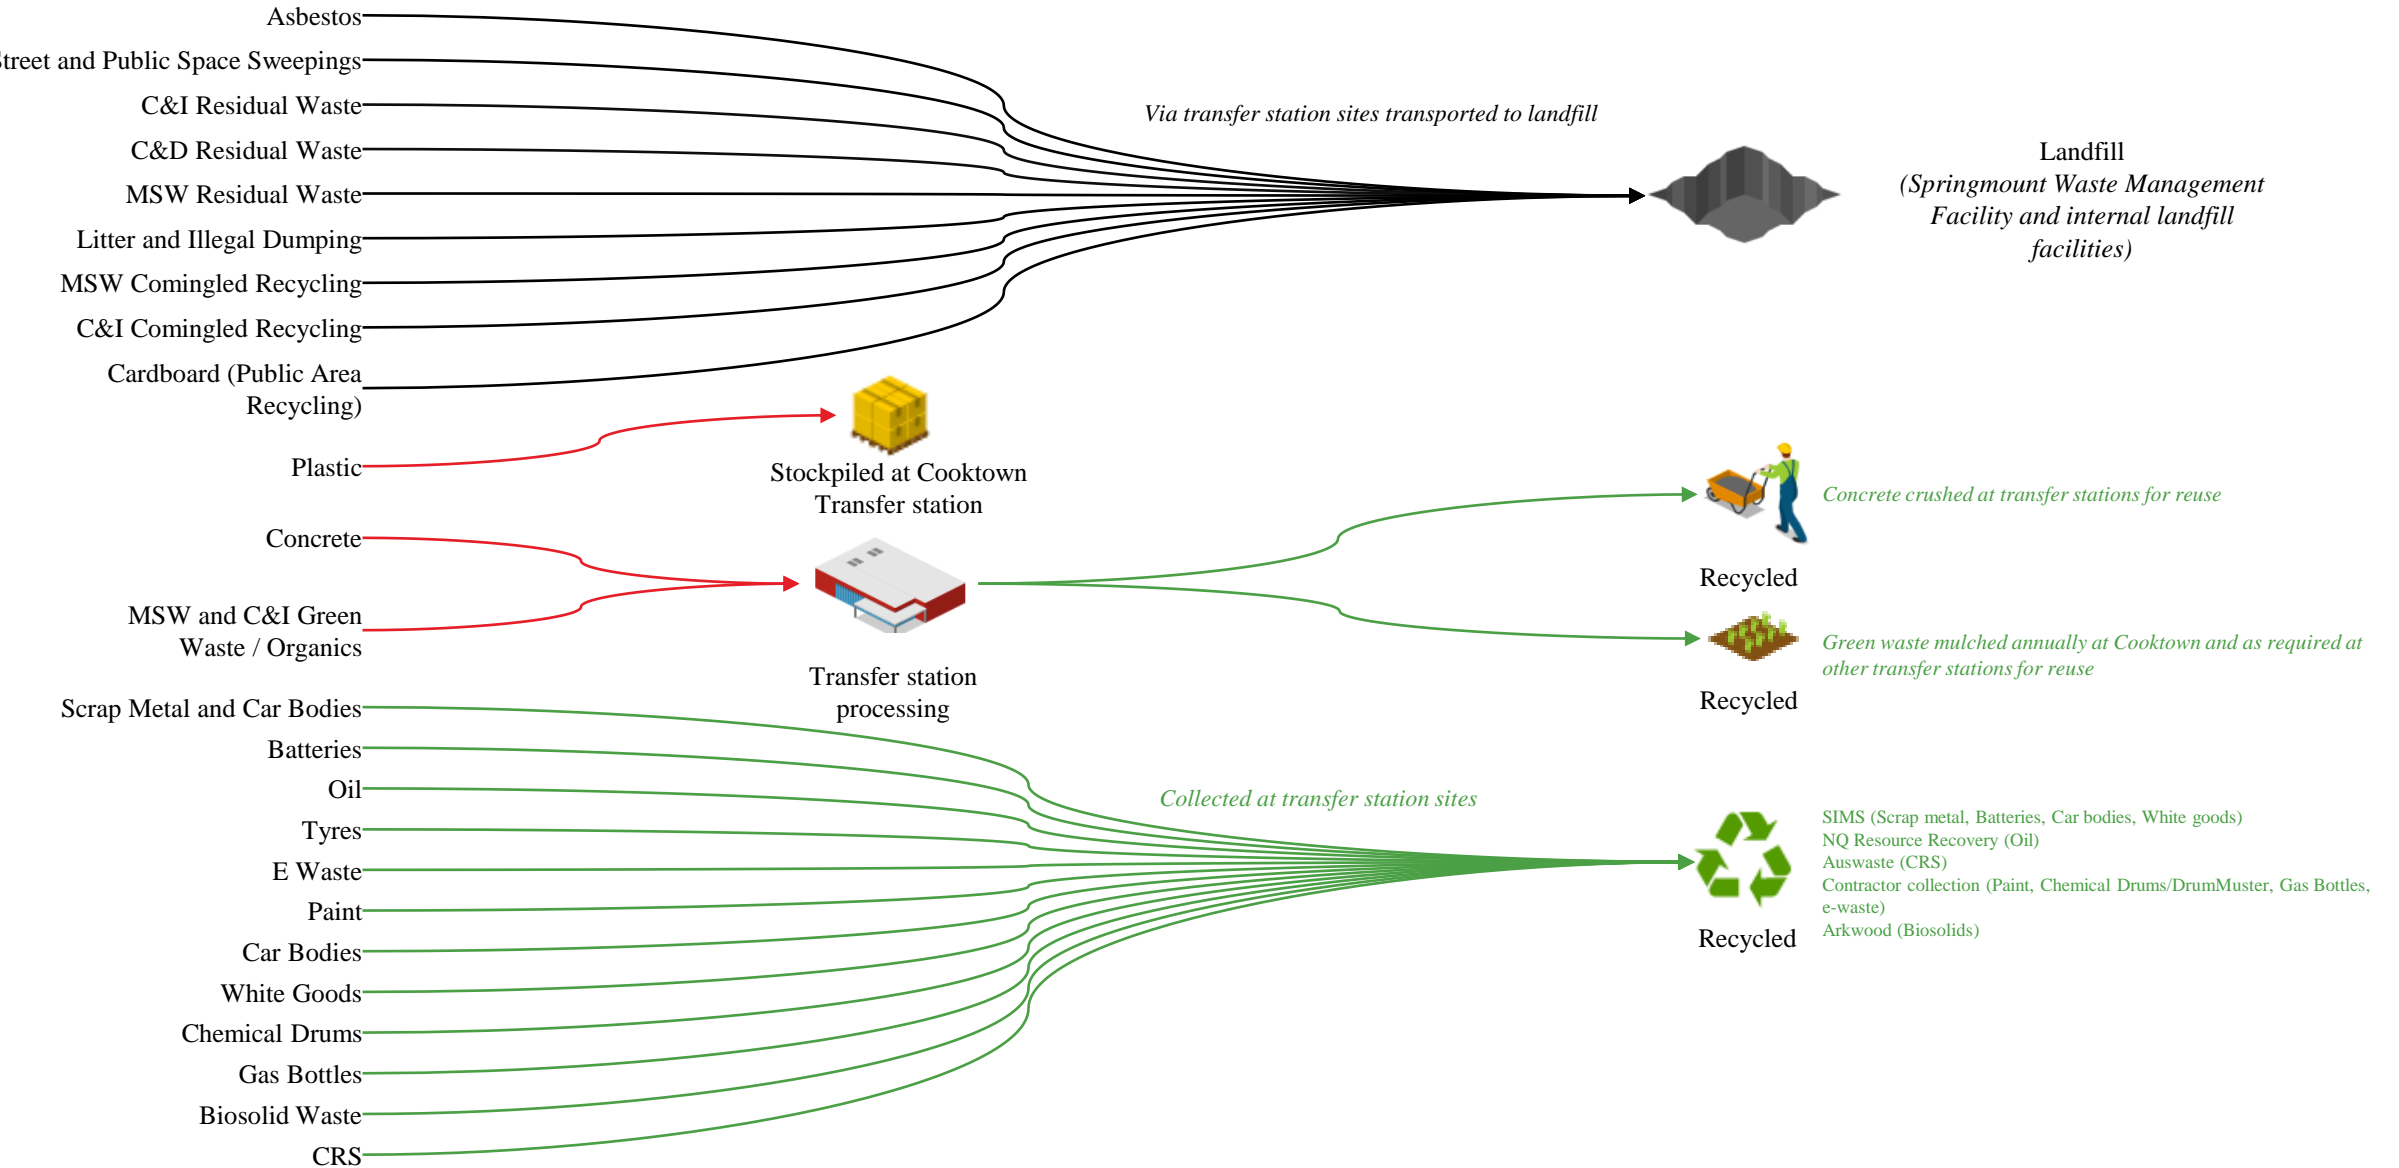 Asbestos
Street and Public Space Sweepings
C&I Residual Waste
C&D Residual Waste
MSW Residual Waste
Litter and Illegal Dumping
MSW Comingled Recycling
C&I Comingled Recycling
Cardboard (Public Area
Recycling)
Via transfer station sites transported to landfill
Landfill
(Springmount Waste Management
Facility and internal landfill
facilities)
Plastic
Stockpiled at Cooktown
Transfer station
Concrete
MSW and C&I Green
Waste / Organics
Transfer station
processing
Concrete crushed at transfer stations for reuse
Recycled
Green waste mulched annually at Cooktown and as required at
other transfer stations for reuse
Recycled
Scrap Metal and Car Bodies
Batteries
Oil
Tyres
E Waste
Paint
Car Bodies
White Goods
Chemical Drums
Gas Bottles
Biosolid Waste
CRS
Collected at transfer station sites
Recycled
SIMS (Scrap metal, Batteries, Car bodies, White goods)
NQ Resource Recovery (Oil)
Auswaste (CRS)
Contractor collection (Paint, Chemical Drums/DrumMuster, Gas Bottles,
e-waste)
Arkwood (Biosolids)